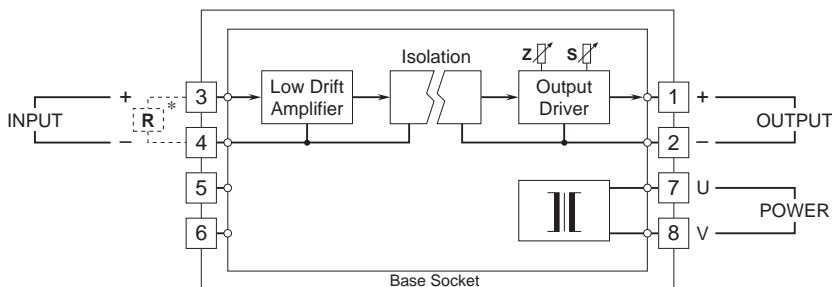 Isolation
Z
S
3
Low Drift
Amplifier
Output
Driver
1
+
+
INPUT
R
*
OUTPUT
–
4
2
–
5
7
U
POWER
6
8
V
Base Socket